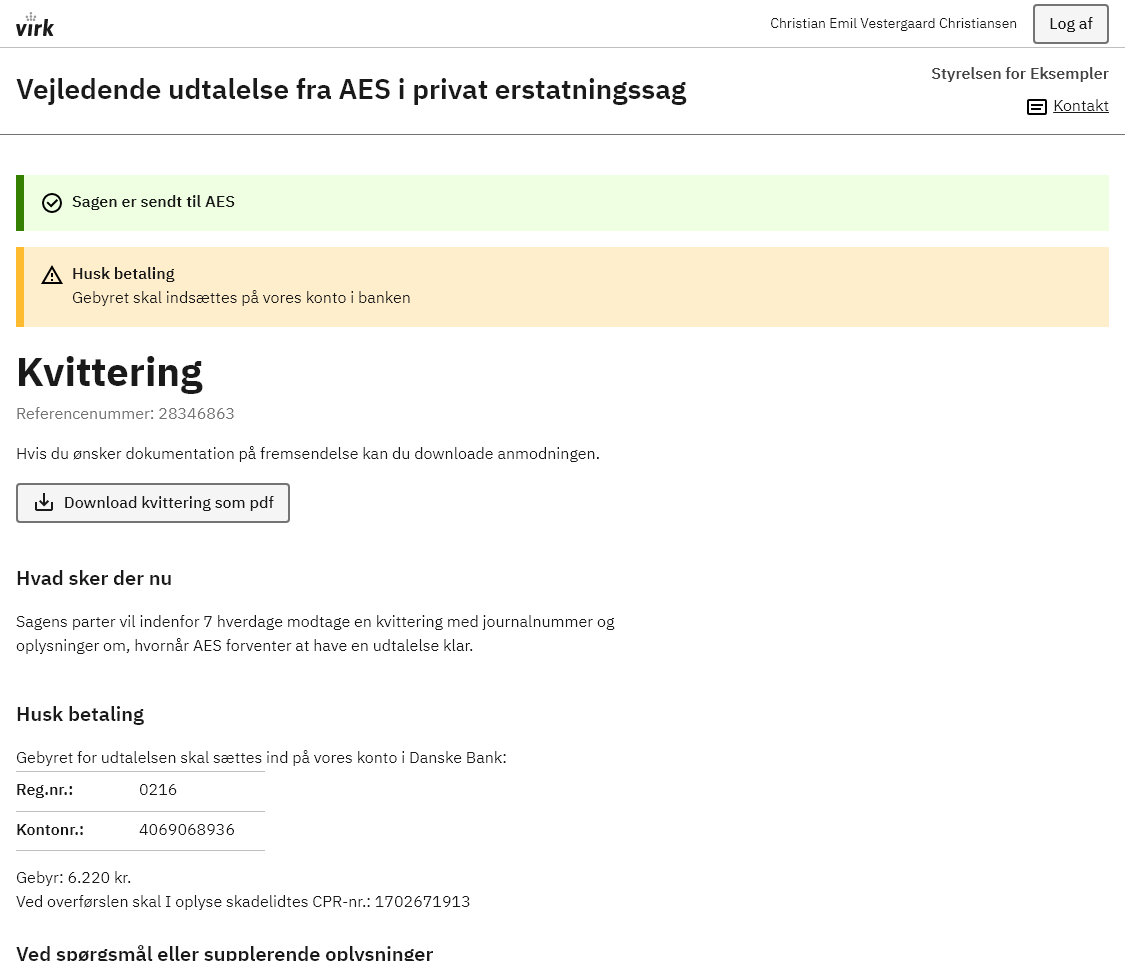 virk
Christian Emil Vestergaard Christiansen
Log af
Vejledende udtalelse fra AES i privat erstatningssag
Styrelsen for Eksempler
Kontakt
Sagen er sendt til AES
Husk betaling
Gebyret skal indsættes på vores konto i banken
Kvittering
Referencenummer: 28346863
Hvis du ønsker dokumentation på fremsendelse kan du downloade anmodningen.
Download kvittering som pdf
Hvad sker der nu
Sagens parter vil indenfor 7 hverdage modtage en kvittering med journalnummer og
oplysninger om, hvornår AES forventer at have en udtalelse klar.
Husk betaling
Gebyret for udtalelsen skal sættes ind på vores konto i Danske Bank:
Reg.nr.: 0216
Kontonr.: 4069068936
Gebyr: 6.220 kr.
Ved overførslen skal I oplyse skadelidtes CPR-nr.: 1702671913
Ved spørgsmål eller supplerende oplysninger